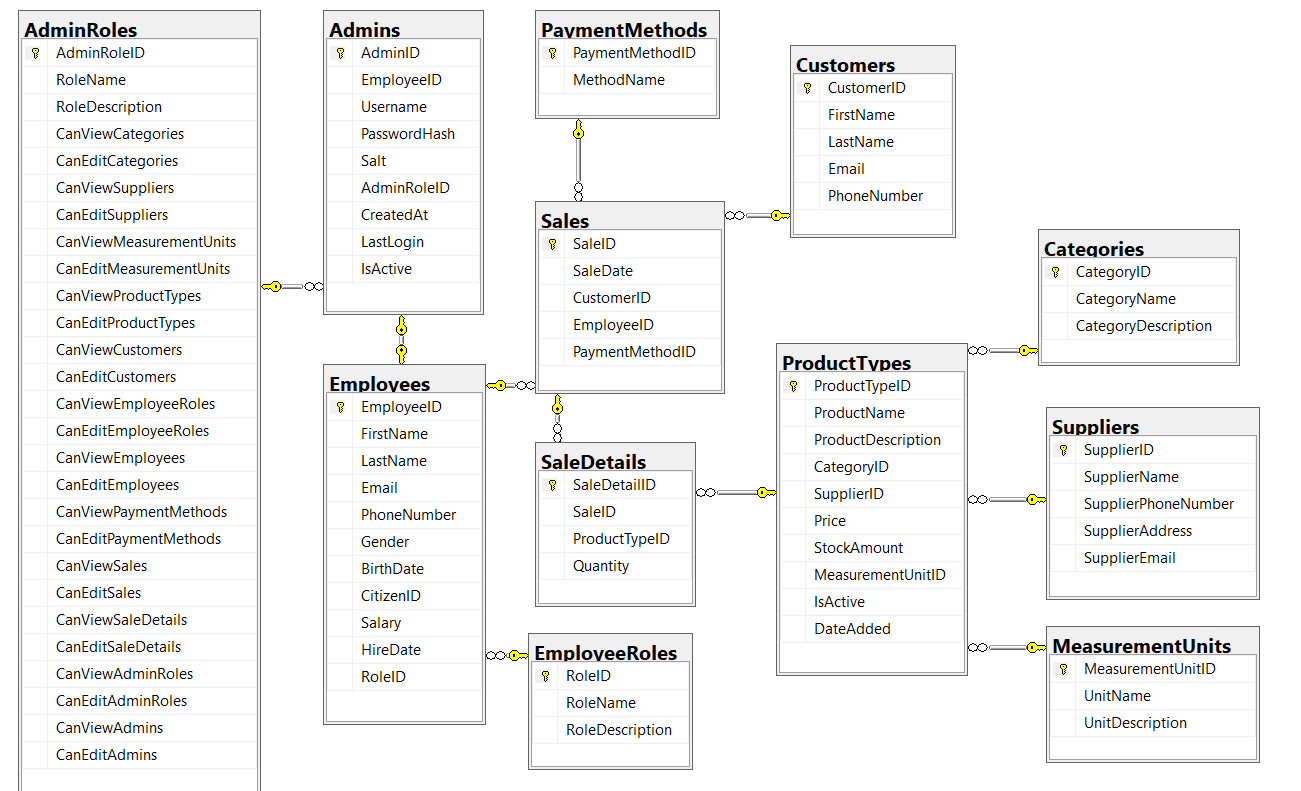 AdminRoles
AdminRoleID
RoleName
RoleDescription
CanViewCategories
CanEditCategories
CanViewSuppliers
CanEditSuppliers
CanViewMeasurementUnits
CanEditMeasurementUnits
CanViewProductTypes
CanEditProductTypes
CanViewCustomers
CanEditCustomers
CanViewEmployeeRoles
CanEditEmployeeRoles
CanViewEmployees
CanEditEmployees
CanViewPaymentMethods
CanEditPaymentMethods
CanViewSales
CanEditSales
CanViewSaleDetails
CanEditSaleDetails
CanViewAdminRoles
CanEditAdminRoles
CanViewAdmins
CanEditAdmins
Admins
AdminID
EmployeeID
Username
PasswordHash
Salt
AdminRoleID
CreatedAt
LastLogin
IsActive
Employees
EmployeeID
FirstName
LastName
Email
PhoneNumber
Gender
BirthDate
CitizenID
Salary
HireDate
RoleID
PaymentMethods
PaymentMethodID
MethodName
Sales
SaleID
SaleDate
CustomerID
EmployeeID
PaymentMethodID
SaleDetails
SaleDetailID
SaleID
ProductTypeID
Quantity
EmployeeRoles
RoleID
RoleName
RoleDescription
Customers
CustomerID
FirstName
LastName
Email
PhoneNumber
ProductTypes
ProductTypeID
ProductName
ProductDescription
CategoryID
SupplierID
Price
StockAmount
MeasurementUnitID
IsActive
DateAdded
Categories
CategoryID
CategoryName
CategoryDescription
Suppliers
SupplierID
SupplierName
SupplierPhoneNumber
SupplierAddress
SupplierEmail
MeasurementUnits
MeasurementUnitID
UnitName
UnitDescription